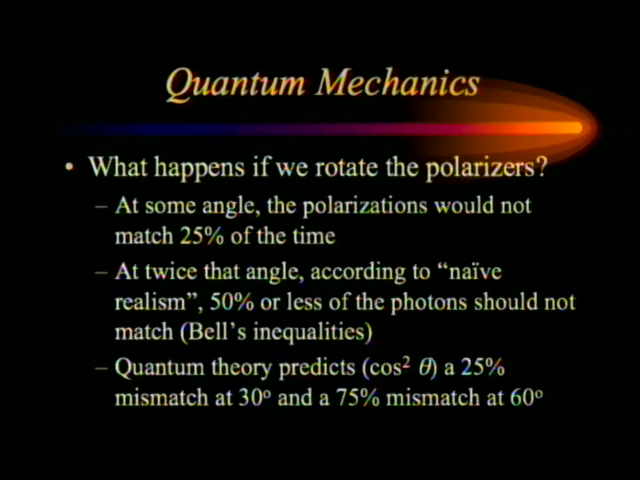 Quantum Mechanics
• What happens if we rotate the polarizers?
– At some angle, the polarizations would not
match 25% of the time
– At twice that angle, according to “naïve
realism”, 50% or less of the photons should not
match (Bell’s inequalities)
– Quantum theory predicts (cos² θ) a 25%
mismatch at 30º and a 75% mismatch at 60º